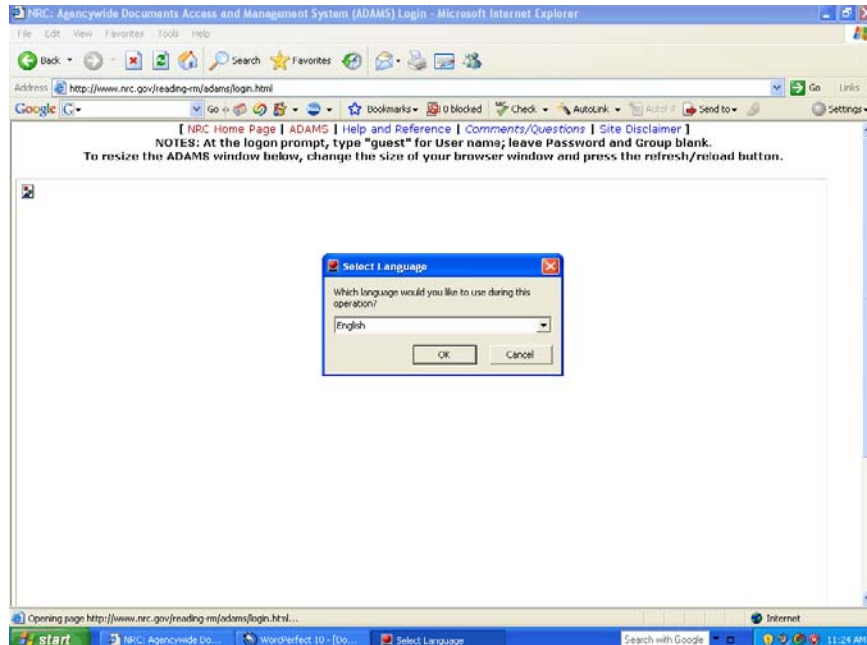 NRC: Agencywide Documents Access and Management System (ADAMS) Login - Microsoft Internet Explorer
File Edit View Favorites Tools Help
Back Search Favorites
Address http://www.nrc.gov/reading-rm/adams/login.html Go Links
Google G Go Bookmarks 0 blocked Check AutoLink Send to Settings
[ NRC Home Page | ADAMS | Help and Reference | Comments/Questions | Site Disclaimer ]
NOTES: At the logon prompt, type "guest" for User name; leave Password and Group blank.
To resize the ADAMS window below, change the size of your browser window and press the refresh/reload button.
Select Language
Which language would you like to use during this
operation?
English
OK Cancel
Opening page http://www.nrc.gov/reading-rm/adams/login.html... Internet
start NRC: Agencywide Do... WordPerfect 10 - [Do... Select Language Search with Google 11:24 AM